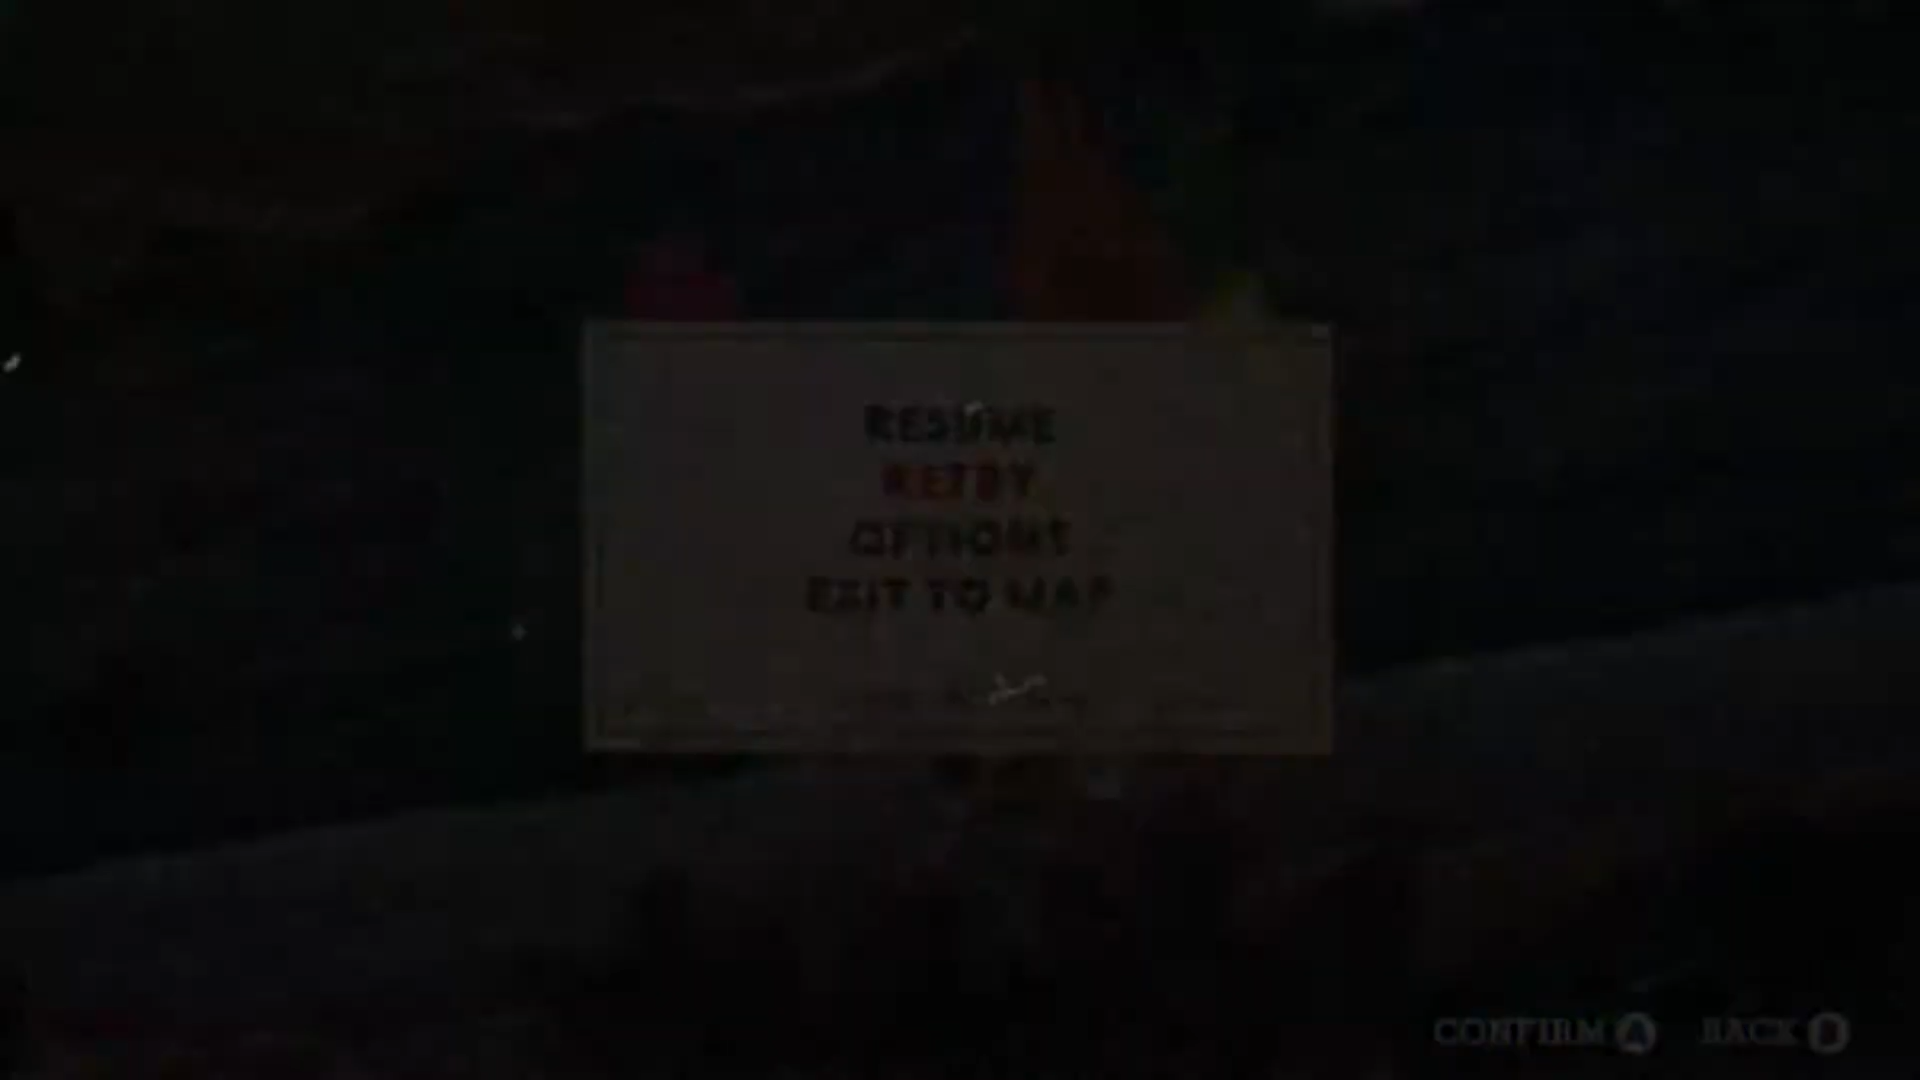 RESUME
RETRY
OPTIONS
EXIT TO MAP
CONFIRM A BACK